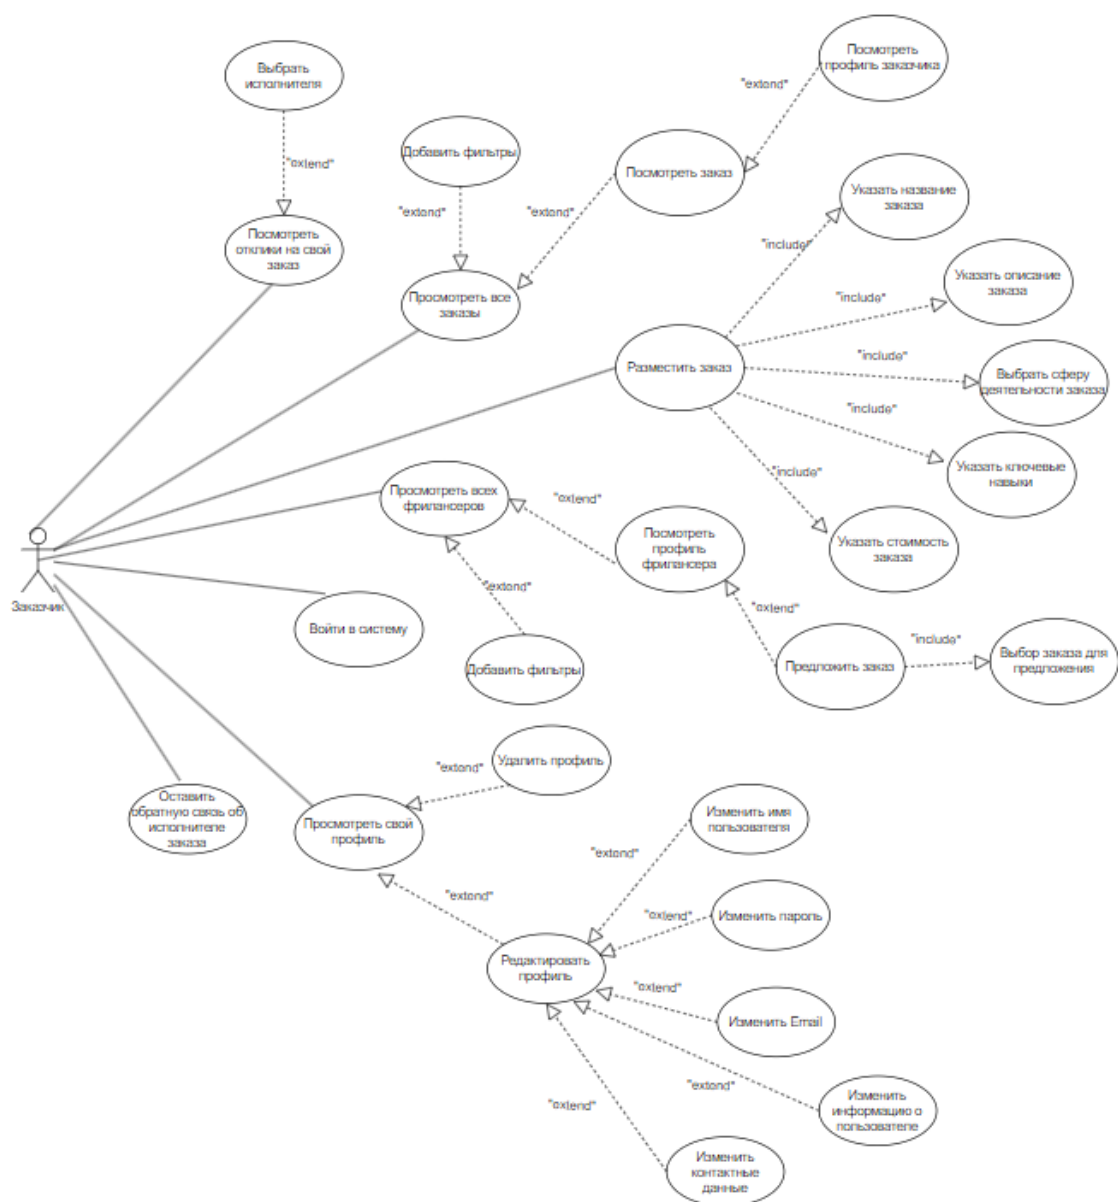 Посмотреть
профиль заказчика
"extend"
Выбрать
исполнителя
"extend"
Добавить фильтры
"extend"
Посмотреть заказ
"extend"
Указать название
заказа
"include"
Посмотреть
отклики на свой
заказ
Просмотреть все
заказы
Указать описание
заказа
"include"
Разместить заказ
"include"
Выбрать сферу
деятельности заказа
"include"
Указать ключевые
навыки
"include"
Указать стоимость
заказа
Просмотреть всех
фрилансеров
"extend"
Посмотреть
профиль
фрилансера
"extend"
Заказчик
Войти в систему
Добавить фильтры
"extend"
Предложить заказ
"include"
Выбор заказа для
предложения
Удалить профиль
"extend"
Оставить
обратную связь об
исполнителе
заказа
Просмотреть свой
профиль
Изменить имя
пользователя
"extend"
"extend"
Изменить пароль
"extend"
Редактировать
профиль
"extend"
Изменить Email
"extend"
Изменить
информацию о
пользователе
"extend"
Изменить
контактные
данные